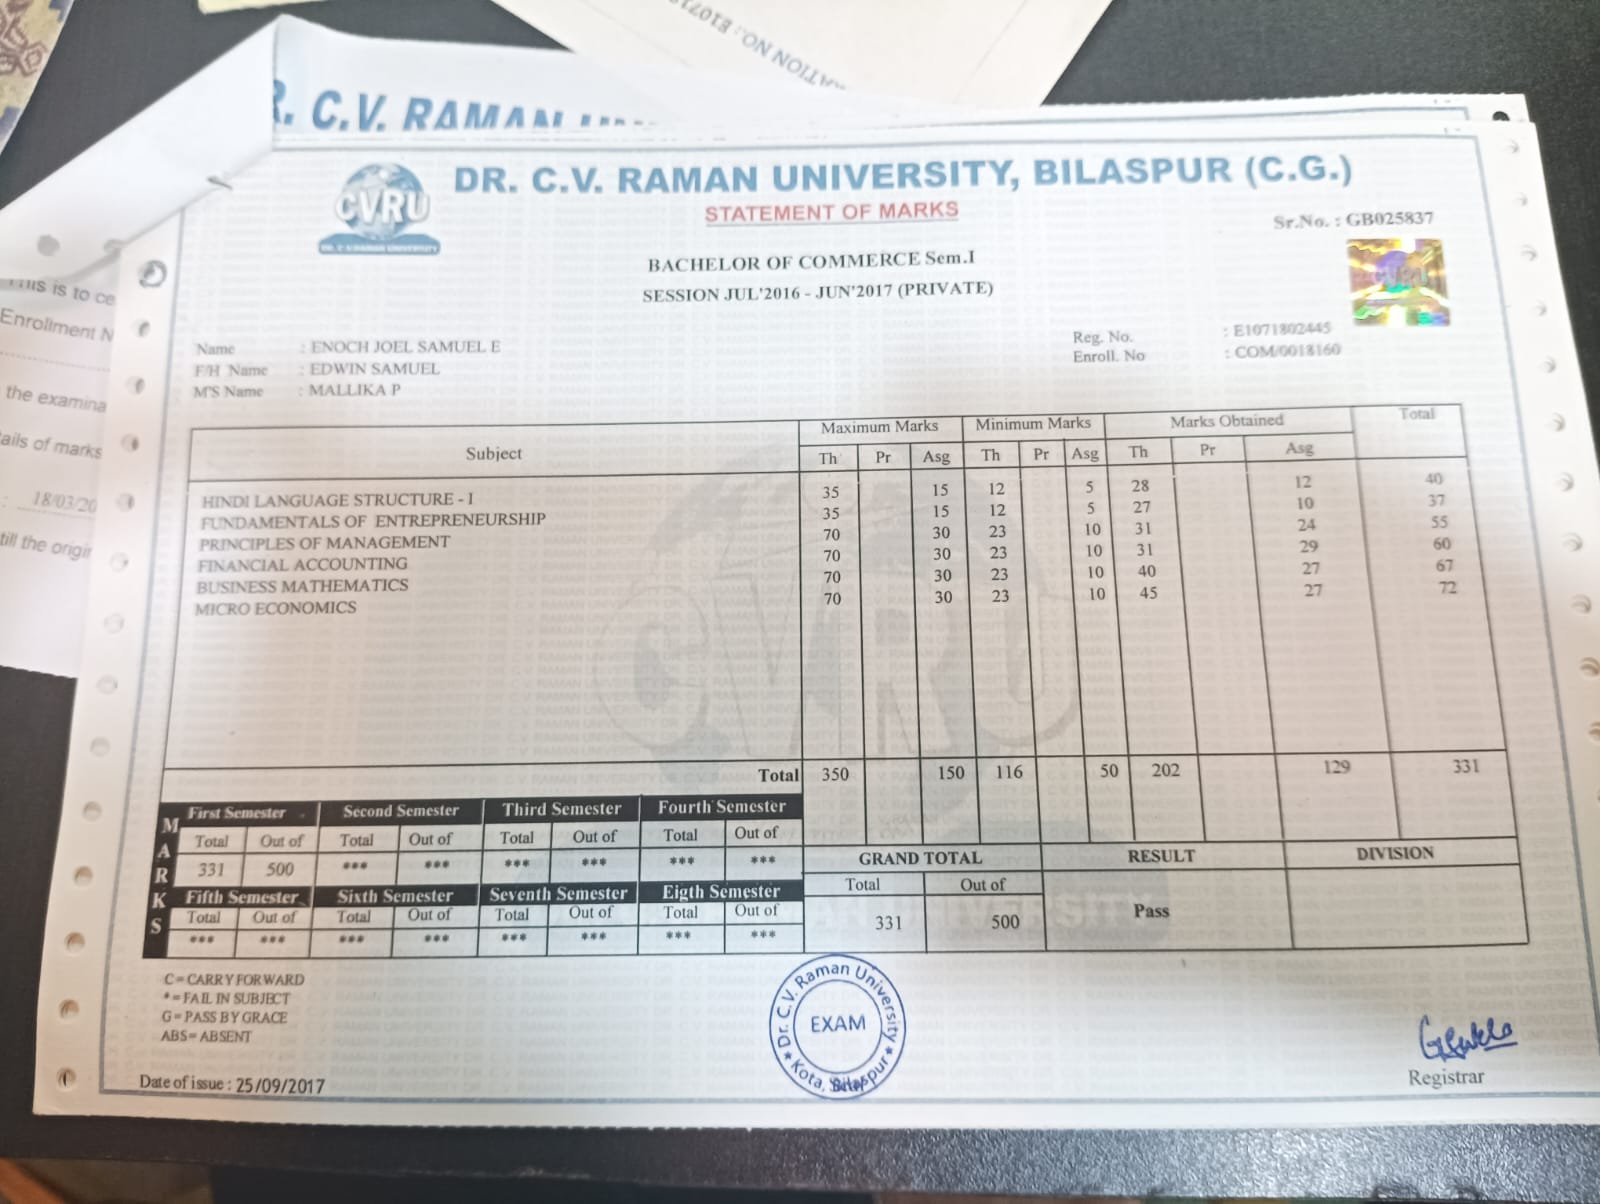 ATION NO.: E1071
R. C.V. RAMAN
DR. C.V. RAMAN UNIVERSITY, BILASPUR (C.G.)
CVRU
DR. C.V. RAMAN UNIVERSITY
STATEMENT OF MARKS
Sr.No. : GB025837
BACHELOR OF COMMERCE Sem.I
SESSION JUL'2016 - JUN'2017 (PRIVATE)
This is to ce
Enrollment N
the examina
ails of marks
: 18/03/20
till the origin
Name : ENOCH JOEL SAMUEL E
F/H Name : EDWIN SAMUEL
M'S Name : MALLIKA P
Reg. No. : E1071802445
Enroll. No : COM/0018160
Subject Maximum Marks Minimum Marks Marks Obtained Total
Th Pr Asg Th Pr Asg Th Pr Asg
HINDI LANGUAGE STRUCTURE - I 35 15 12 5 28 12 40
FUNDAMENTALS OF ENTREPRENEURSHIP 35 15 12 5 27 10 37
PRINCIPLES OF MANAGEMENT 70 30 23 10 31 24 55
FINANCIAL ACCOUNTING 70 30 23 10 31 29 60
BUSINESS MATHEMATICS 70 30 23 10 40 27 67
MICRO ECONOMICS 70 30 23 10 45 27 72
Total 350 150 116 50 202 129 331
MARKS
First Semester Second Semester Third Semester Fourth Semester
Total Out of Total Out of Total Out of Total Out of
331 500 *** *** *** *** *** ***
Fifth Semester Sixth Semester Seventh Semester Eigth Semester
Total Out of Total Out of Total Out of Total Out of
*** *** *** *** *** *** *** ***
GRAND TOTAL RESULT DIVISION
Total Out of
331 500 Pass
C = CARRY FORWARD
* = FAIL IN SUBJECT
G = PASS BY GRACE
ABS = ABSENT
Dr. C.V. Raman University
EXAM
Kota, Bilaspur
Date of issue : 25/09/2017
Registrar